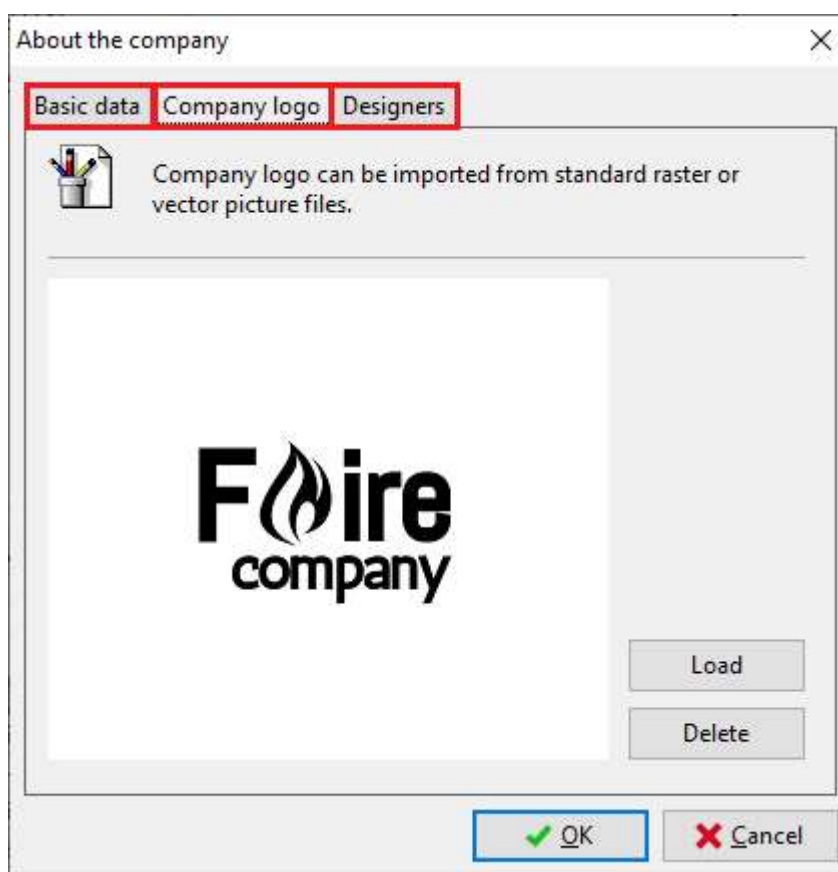 About the company
Basic data Company logo Designers
Company logo can be imported from standard raster or
vector picture files.
F ire
company
Load
Delete
OK Cancel